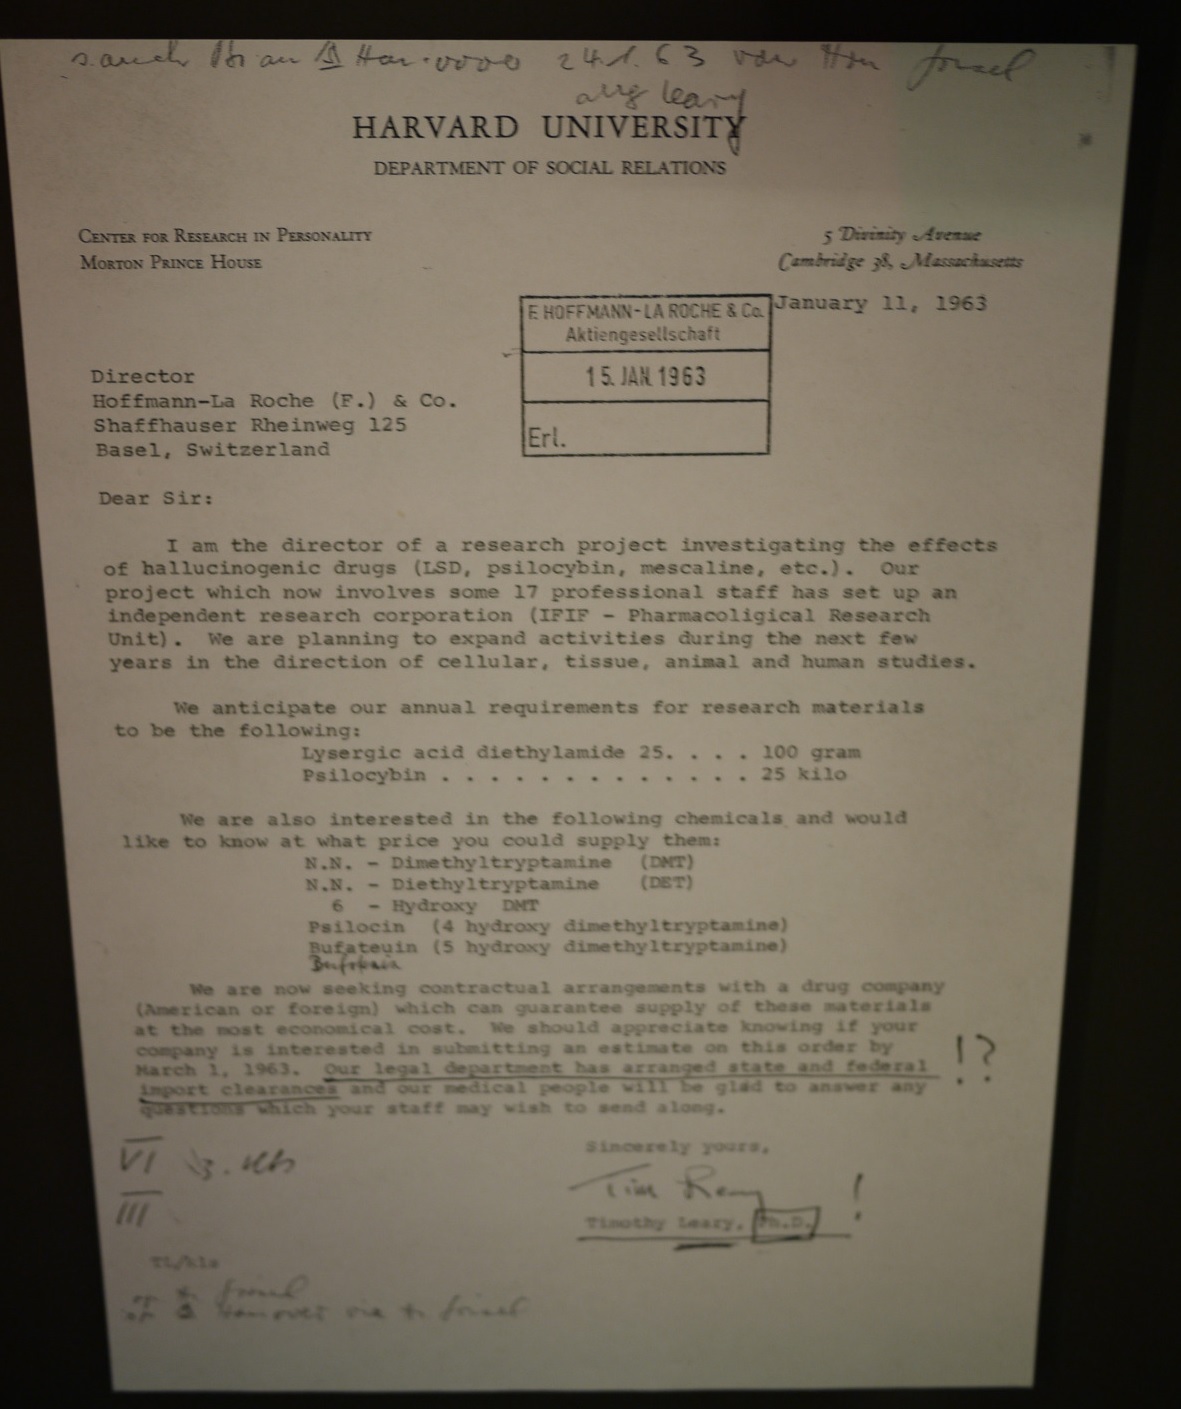 24.1.63
Leary
HARVARD UNIVERSITY
DEPARTMENT OF SOCIAL RELATIONS
CENTER FOR RESEARCH IN PERSONALITY
MORTON PRINCE HOUSE
5 Divinity Avenue
Cambridge 38, Massachusetts
January 11, 1963
F. HOFFMANN-LA ROCHE & Co.
Aktiengesellschaft
15. JAN. 1963
Erl.
Director
Hoffmann-La Roche (F.) & Co.
Shaffhauser Rheinweg 125
Basel, Switzerland
Dear Sir:
I am the director of a research project investigating the effects
of hallucinogenic drugs (LSD, psilocybin, mescaline, etc.). Our
project which now involves some 17 professional staff has set up an
independent research corporation (IFIF - Pharmacoligical Research
Unit). We are planning to expand activities during the next few
years in the direction of cellular, tissue, animal and human studies.
We anticipate our annual requirements for research materials
to be the following:
Lysergic acid diethylamide 25. . . . 100 gram
Psilocybin . . . . . . . . . . . . . 25 kilo
We are also interested in the following chemicals and would
like to know at what price you could supply them:
N.N. - Dimethyltryptamine (DMT)
N.N. - Diethyltryptamine (DET)
6 - Hydroxy DMT
Psilocin (4 hydroxy dimethyltryptamine)
Bufateuin (5 hydroxy dimethyltryptamine)
We are now seeking contractual arrangements with a drug company
(American or foreign) which can guarantee supply of these materials
at the most economical cost. We should appreciate knowing if your
company is interested in submitting an estimate on this order by
March 1, 1963. Our legal department has arranged state and federal !?
import clearances and our medical people will be glad to answer any
questions which your staff may wish to send along.
Sincerely yours,
VI
III
Tim Leary !
Timothy Leary, Ph.D.